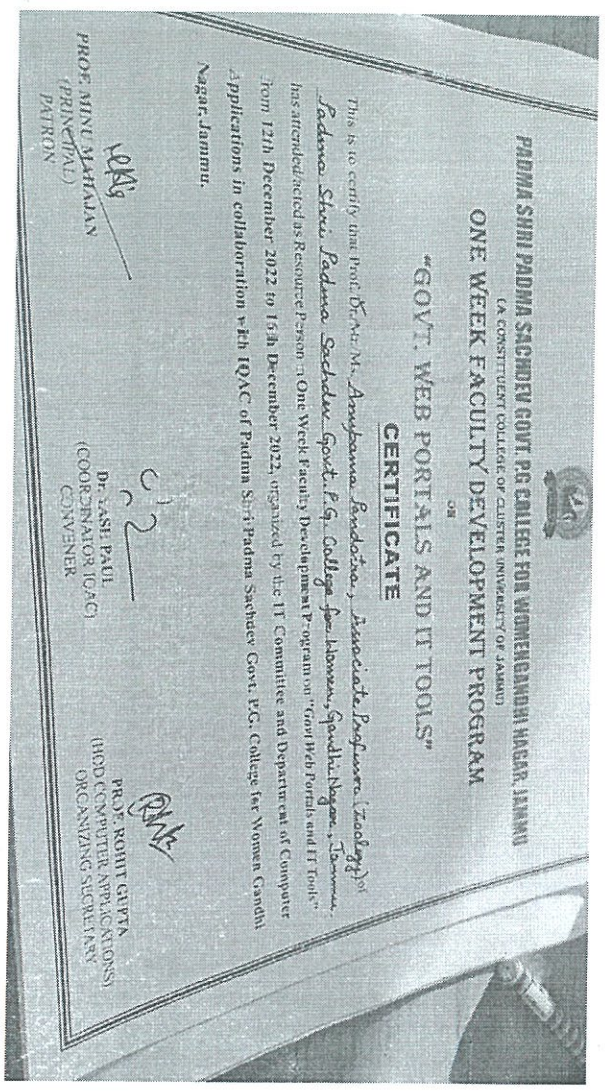 PADMA SHRI PADMA SACHDEV GOVT. PG COLLEGE FOR WOMENGANDHI NAGAR, JAMMU
(A CONSTITUENT COLLEGE OF CLUSTER UNIVERSITY OF JAMMU)
ONE WEEK FACULTY DEVELOPMENT PROGRAM
ON
"GOVT. WEB PORTALS AND IT TOOLS"
CERTIFICATE
This is to certify that Prof. Dr. Mr. Ms. Anupama Pandotra, Associate Professor (Zoology) of
Padma Shri Padma Sachdev Govt. P.G. College for Women, Gandhi Nagar, Jammu.
has attended/acted as Resource Person in One Week Faculty Development Program on "Govt Web Portals and IT Tools"
from 12th December 2022 to 16th December 2022, organized by the IT Committee and Department of Computer
Applications in collaboration with IQAC of Padma Shri Padma Sachdev Govt. P.G. College for Women Gandhi
Nagar, Jammu.
PROF. MINU MAHAJAN
(PRINCIPAL)
PATRON
Dr. YASH PAUL
(COORDINATOR IQAC)
CONVENER
PROF. ROHIT GUPTA
(HOD COMPUTER APPLICATIONS)
ORGANIZING SECRETARY